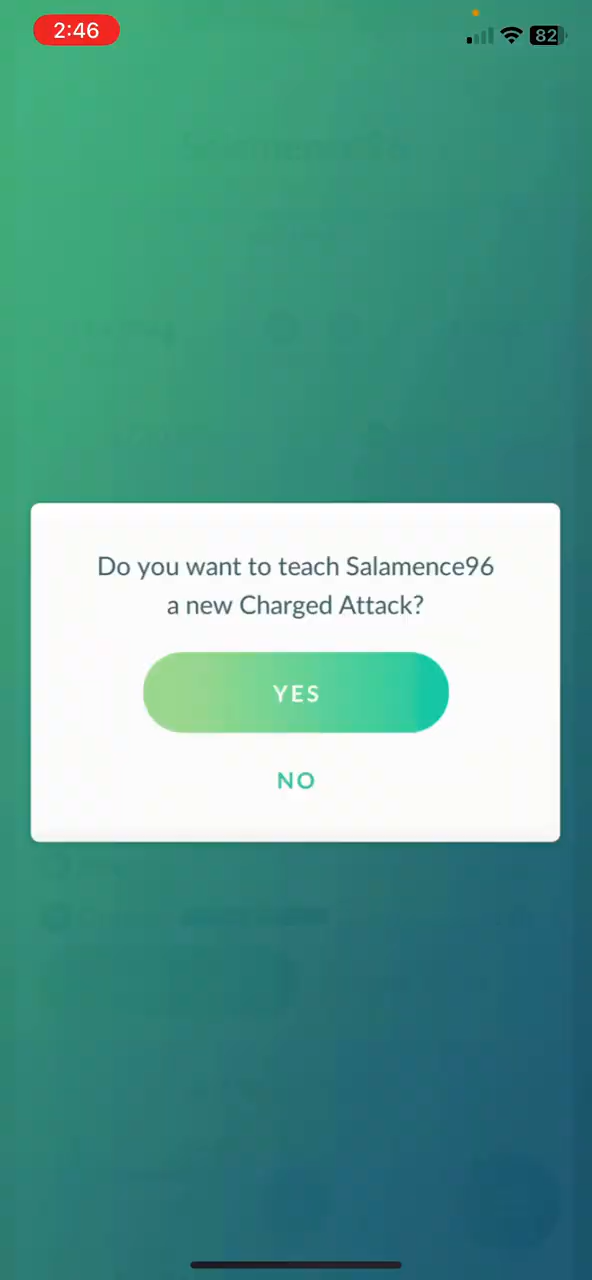 2:46
82
Do you want to teach Salamence96
a new Charged Attack?
YES
NO